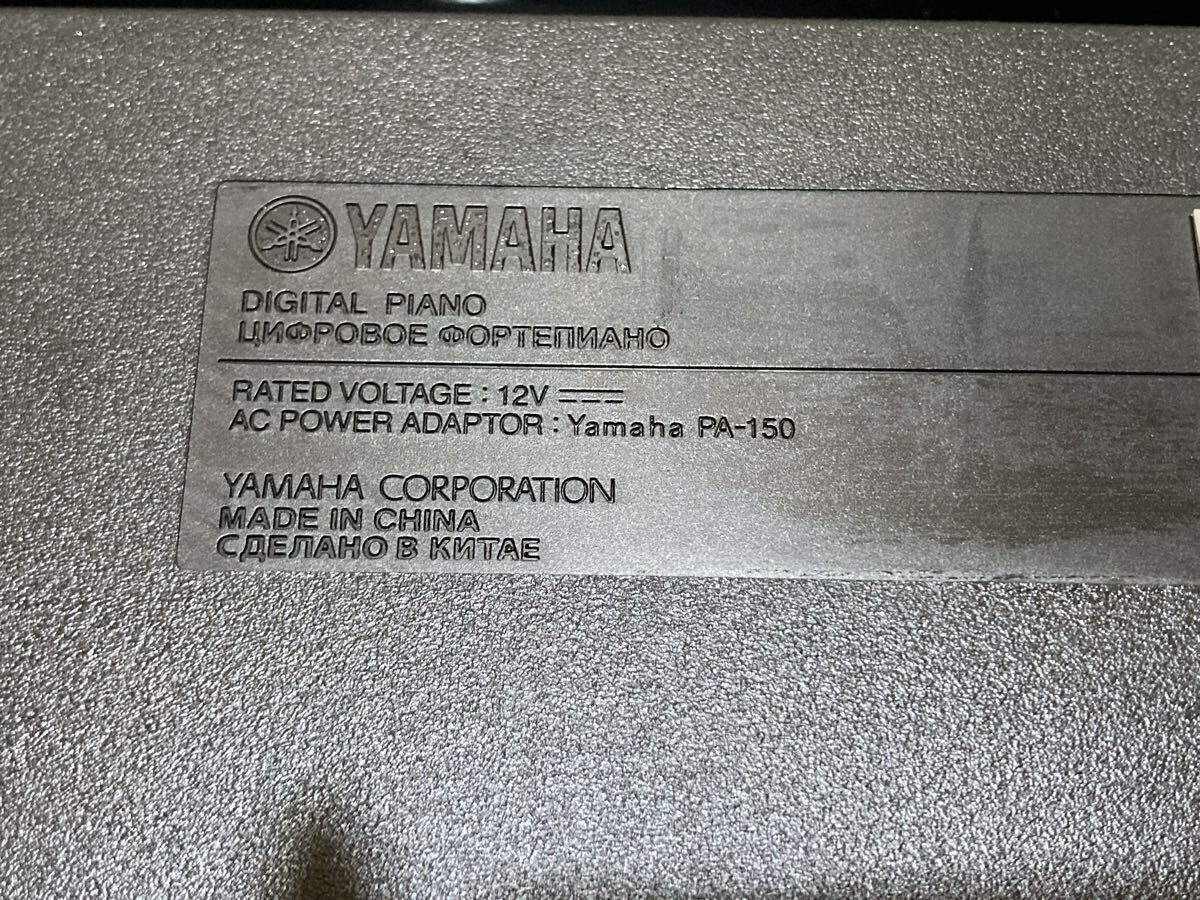 YAMAHA
DIGITAL PIANO
ЦИФРОВОЕ ФОРТЕПИАНО
RATED VOLTAGE : 12V ⎓
AC POWER ADAPTOR : Yamaha PA-150
YAMAHA CORPORATION
MADE IN CHINA
СДЕЛАНО В КИТАЕ